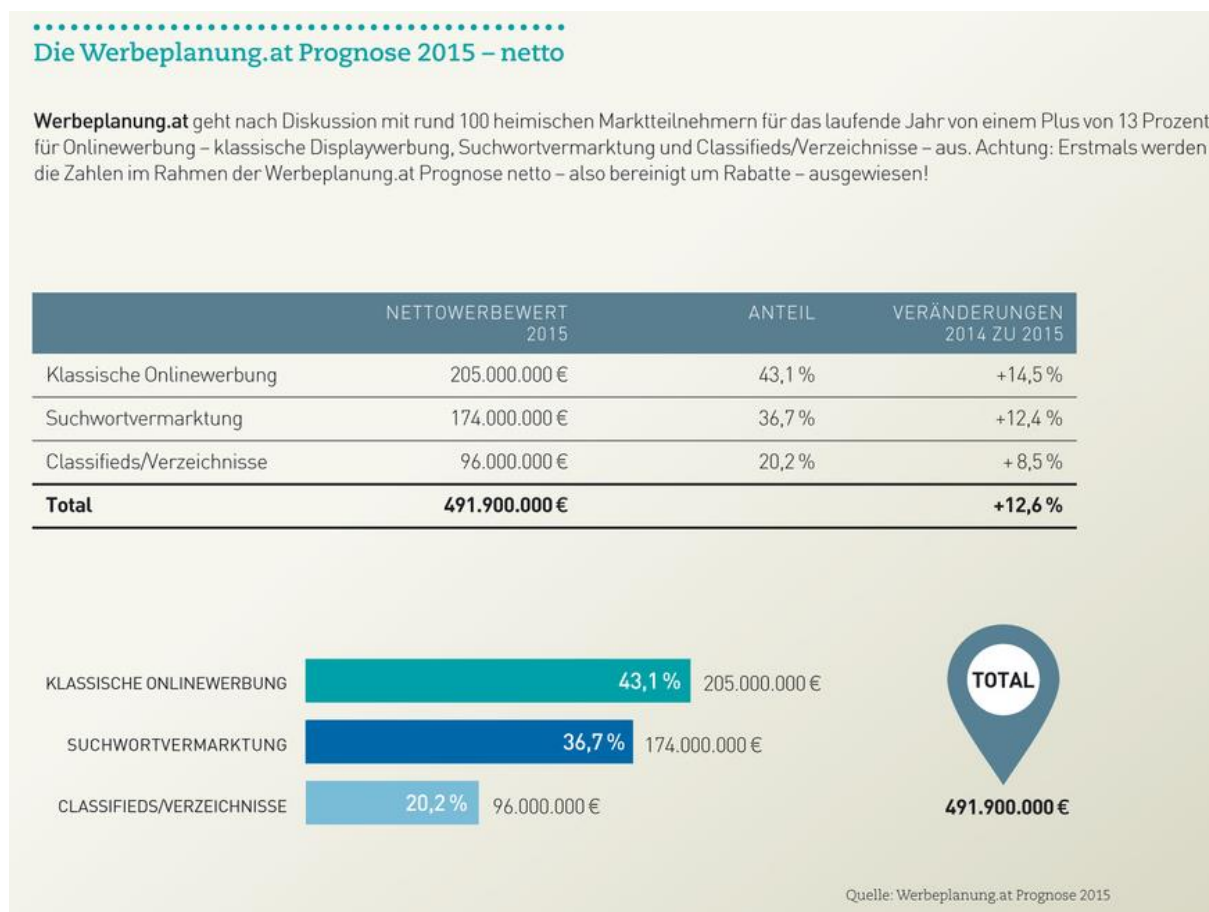 Die Werbeplanung.at Prognose 2015 – netto
Werbeplanung.at geht nach Diskussion mit rund 100 heimischen Marktteilnehmern für das laufende Jahr von einem Plus von 13 Prozent
für Onlinewerbung – klassische Displaywerbung, Suchwortvermarktung und Classifieds/Verzeichnisse – aus. Achtung: Erstmals werden
die Zahlen im Rahmen der Werbeplanung.at Prognose netto – also bereinigt um Rabatte – ausgewiesen!
NETTOWERBEWERT ANTEIL VERÄNDERUNGEN
2015 2014 ZU 2015
Klassische Onlinewerbung 205.000.000 € 43,1 % +14,5 %
Suchwortvermarktung 174.000.000 € 36,7 % +12,4 %
Classifieds/Verzeichnisse 96.000.000 € 20,2 % + 8,5 %
Total 491.900.000 € +12,6 %
KLASSISCHE ONLINEWERBUNG 43,1 % 205.000.000 €
SUCHWORTVERMARKTUNG 36,7 % 174.000.000 €
CLASSIFIEDS/VERZEICHNISSE 20,2 % 96.000.000 €
TOTAL
491.900.000 €
Quelle: Werbeplanung.at Prognose 2015